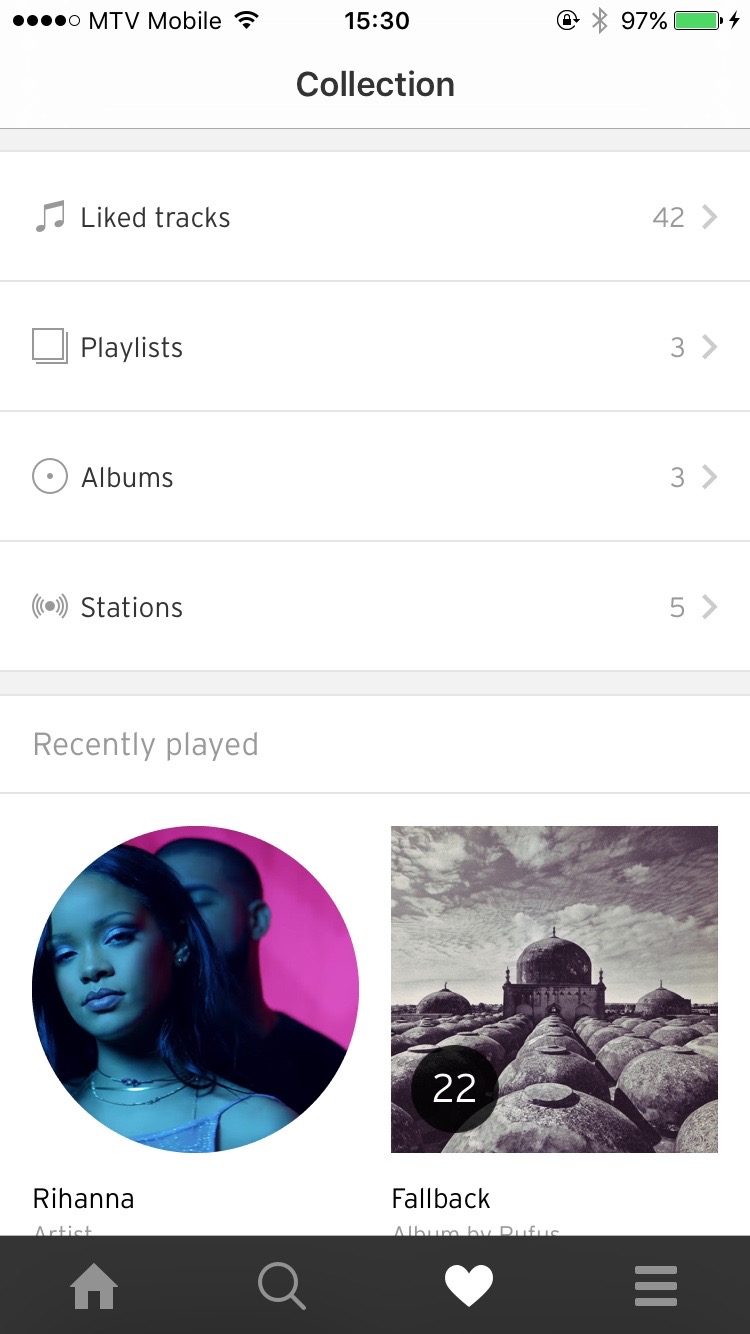 MTV Mobile 15:30 97%
Collection
Liked tracks 42
Playlists 3
Albums 3
Stations 5
Recently played
22
Rihanna Fallback
Artist Album by Rufus